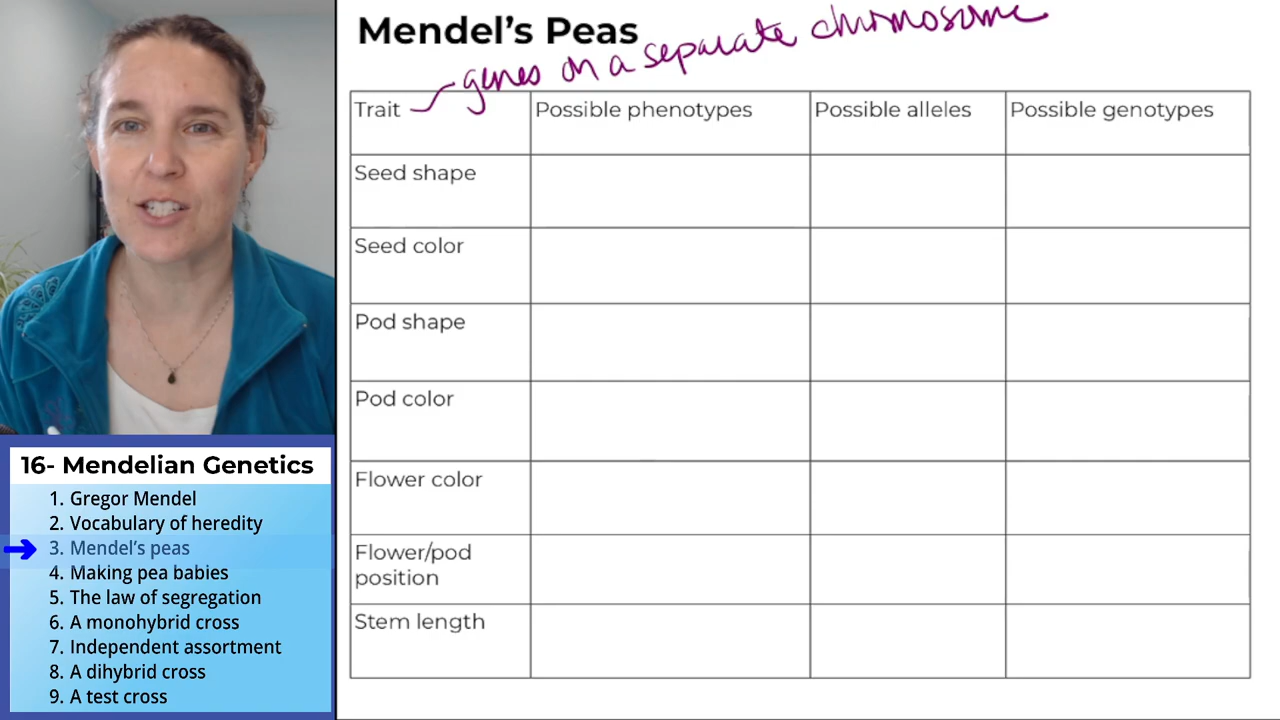 Mendel's Peas
genes on a separate chromosome
Trait Possible phenotypes Possible alleles Possible genotypes
Seed shape
Seed color
Pod shape
Pod color
Flower color
Flower/pod
position
Stem length
16- Mendelian Genetics
1. Gregor Mendel
2. Vocabulary of heredity
3. Mendel's peas
4. Making pea babies
5. The law of segregation
6. A monohybrid cross
7. Independent assortment
8. A dihybrid cross
9. A test cross